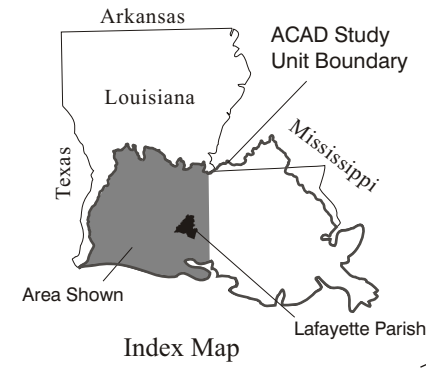 Arkansas
ACAD Study
Unit Boundary
Louisiana
Mississippi
Texas
Area Shown
Lafayette Parish
Index Map